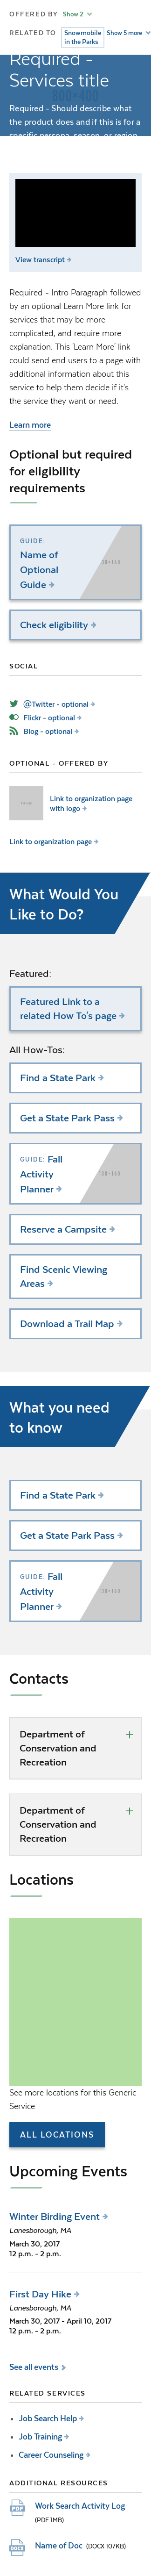 OFFERED BY Show 2
RELATED TO Snowmobile Show 5 more
in the Parks
Required -
Services title
Required - Should describe what
the product does and if this is for a
View transcript
Required - Intro Paragraph followed
by an optional Learn More link for
services that may be more
complicated, and require more
explanation. This 'Learn More' link
could send end users to a page with
additional information about this
service to help them decide if it's
the service they want or need.
Learn more
Optional but required
for eligibility
requirements
GUIDE:
Name of
Optional
Guide
Check eligibility
SOCIAL
@Twitter - optional
Flickr - optional
Blog - optional
OPTIONAL - OFFERED BY
Link to organization page
with logo
Link to organization page
What Would You
Like to Do?
Featured:
Featured Link to a
related How To's page
All How-Tos:
Find a State Park
Get a State Park Pass
GUIDE: Fall
Activity
Planner
Reserve a Campsite
Find Scenic Viewing
Areas
Download a Trail Map
What you need
to know
Find a State Park
Get a State Park Pass
GUIDE: Fall
Activity
Planner
Contacts
Department of
Conservation and
Recreation
Department of
Conservation and
Recreation
Locations
See more locations for this Generic
Service
ALL LOCATIONS
Upcoming Events
Winter Birding Event
Lanesborough, MA
March 30, 2017
12 p.m. - 2 p.m.
First Day Hike
Lanesborough, MA
March 30, 2017 - April 10, 2017
12 p.m. - 2 p.m.
See all events
RELATED SERVICES
Job Search Help
Job Training
Career Counseling
ADDITIONAL RESOURCES
PDF Work Search Activity Log
(PDF 1MB)
DOCX Name of Doc (DOCX 107KB)